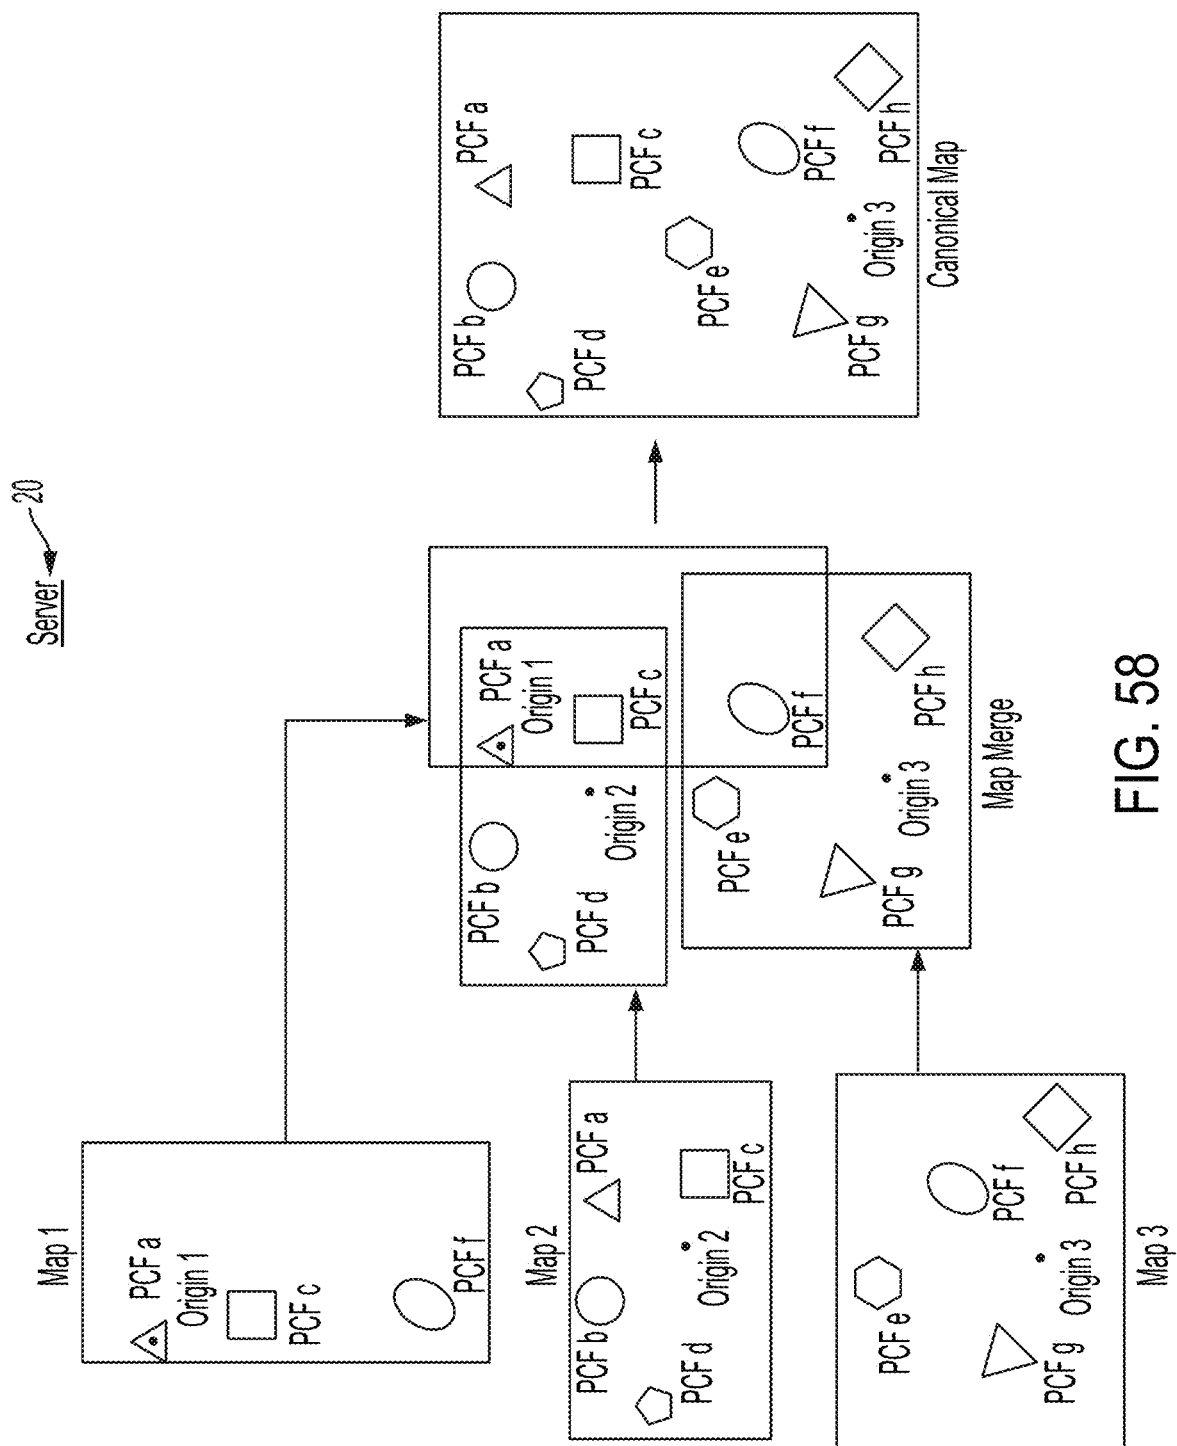 Server
20
Map 1
PCF a
Origin 1
PCF c
PCF f
Map 2
PCF b
PCF a
PCF d
Origin 2
PCF c
PCF e
PCF f
PCF g
Origin 3
PCF h
Map 3
PCF b
PCF a
Origin 1
PCF d
Origin 2
PCF c
PCF e
PCF f
PCF g
Origin 3
PCF h
Map Merge
PCF b
PCF a
PCF d
PCF c
PCF e
PCF f
PCF g
Origin 3
PCF h
Canonical Map
FIG. 58